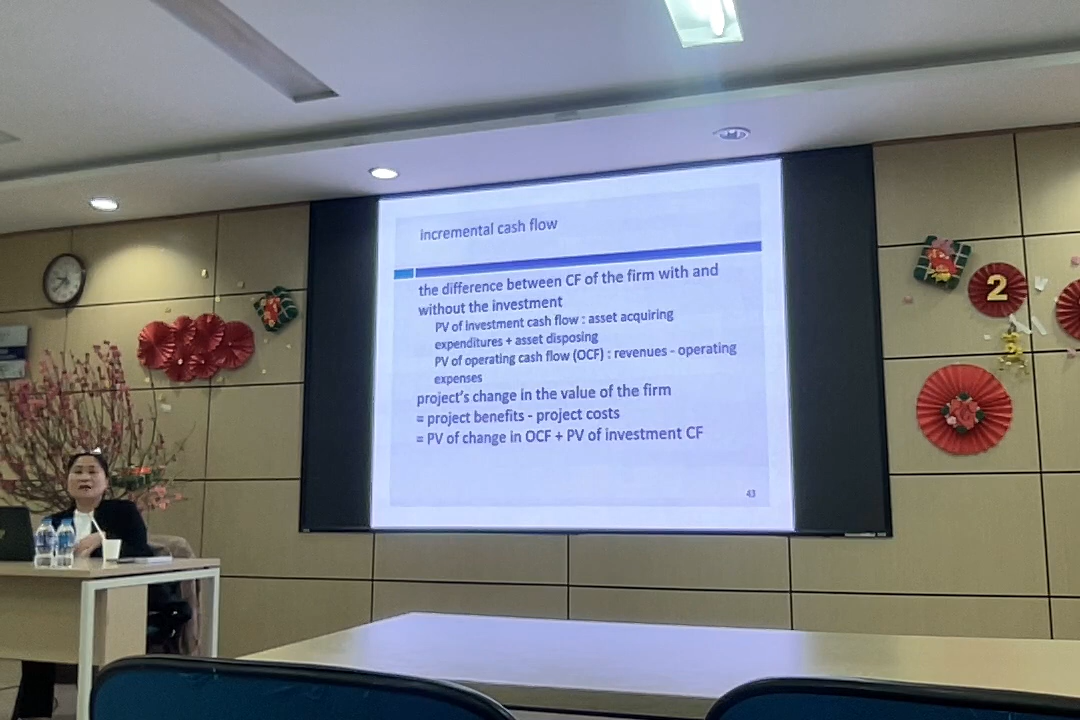 incremental cash flow
the difference between CF of the firm with and
without the investment
PV of investment cash flow : asset acquiring
expenditures + asset disposing
PV of operating cash flow (OCF) : revenues - operating
expenses
project's change in the value of the firm
= project benefits - project costs
= PV of change in OCF + PV of investment CF
43
2